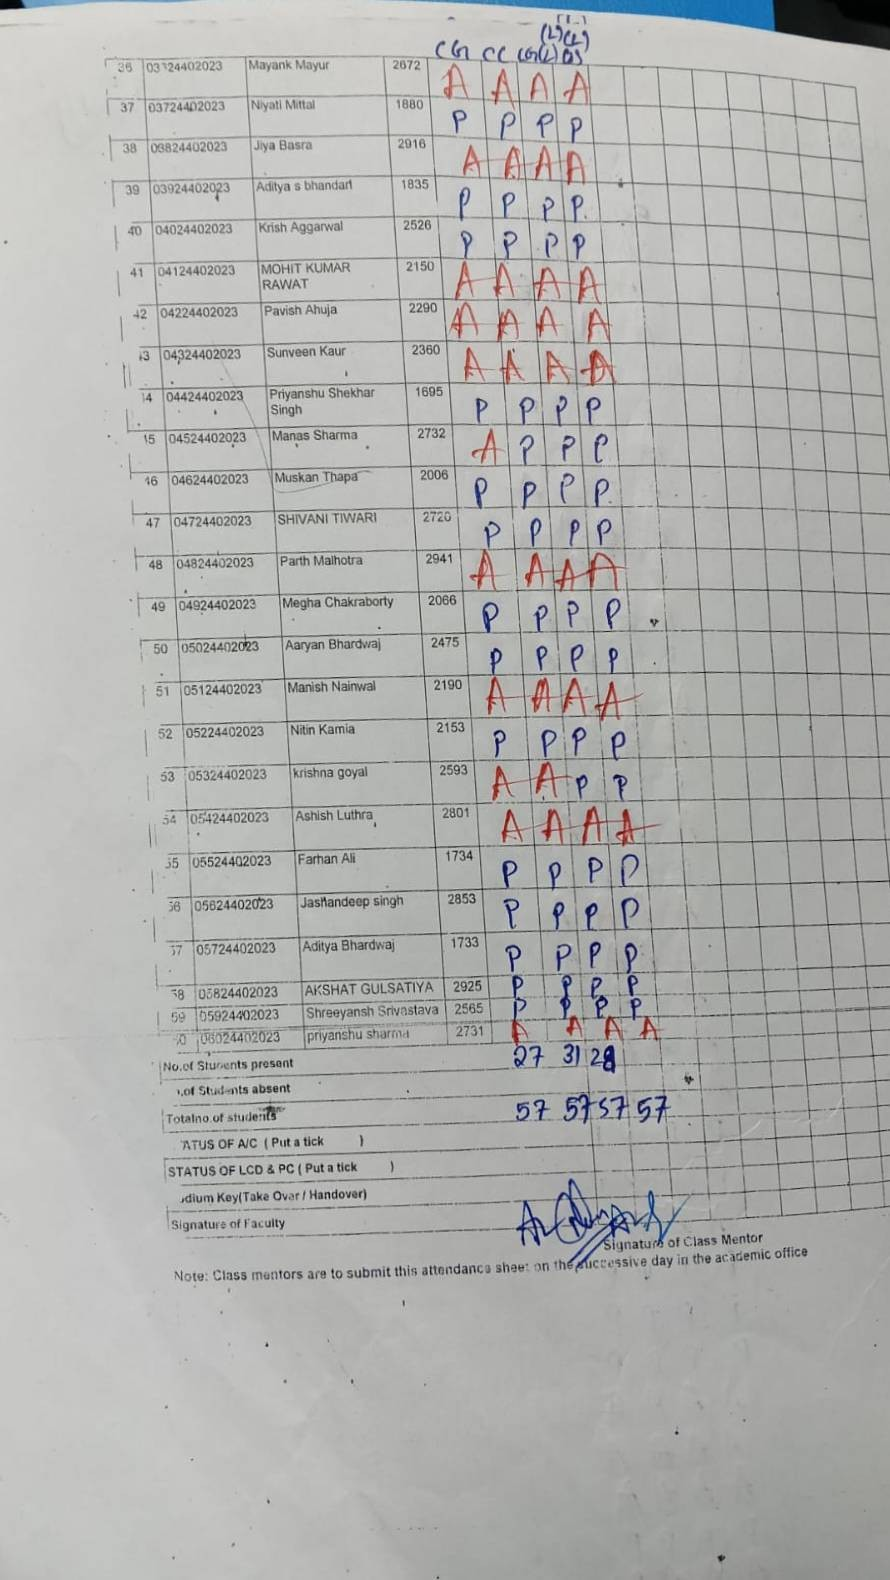 (L) (L)
CG CC CG(L) DS
36 03124402023 Mayank Mayur 2672 A A A A
37 03724402023 Niyati Mittal 1880 P P P P
38 03824402023 Jiya Basra 2916 A A A A
39 03924402023 Aditya s bhandari 1835 P P P P
40 04024402023 Krish Aggarwal 2526 P P P P
41 04124402023 MOHIT KUMAR 2150 A A A A
RAWAT
42 04224402023 Pavish Ahuja 2290 A A A A
43 04324402023 Sunveen Kaur 2360 A A A A
14 04424402023 Priyanshu Shekhar 1695 P P P P
Singh
15 04524402023 Manas Sharma 2732 A P P P
46 04624402023 Muskan Thapa 2006 P P P P
47 04724402023 SHIVANI TIWARI 2720 P P P P
48 04824402023 Parth Malhotra 2941 A A A A
49 04924402023 Megha Chakraborty 2066 P P P P
50 05024402023 Aaryan Bhardwaj 2475 P P P P
51 05124402023 Manish Nainwal 2190 A A A A
52 05224402023 Nitin Kamia 2153 P P P P
53 05324402023 krishna goyal 2593 A A P P
54 05424402023 Ashish Luthra 2801 A A A A
55 05524402023 Farhan Ali 1734 P P P P
56 05624402023 Jashandeep singh 2853 P P P P
57 05724402023 Aditya Bhardwaj 1733 P P P P
58 05824402023 AKSHAT GULSATIYA 2925 P P P P
59 05924402023 Shreeyansh Srivastava 2565 P P P P
06024402023 priyanshu sharma 2731 A A A A
No.of Students present 27 31 28
.of Students absent
Totalno.of students 57 57 57 57
ATUS OF A/C ( Put a tick )
STATUS OF LCD & PC ( Put a tick )
dium Key(Take Over / Handover)
Signature of Faculty
Signature of Class Mentor
Note: Class mentors are to submit this attendance sheet on the successive day in the academic office